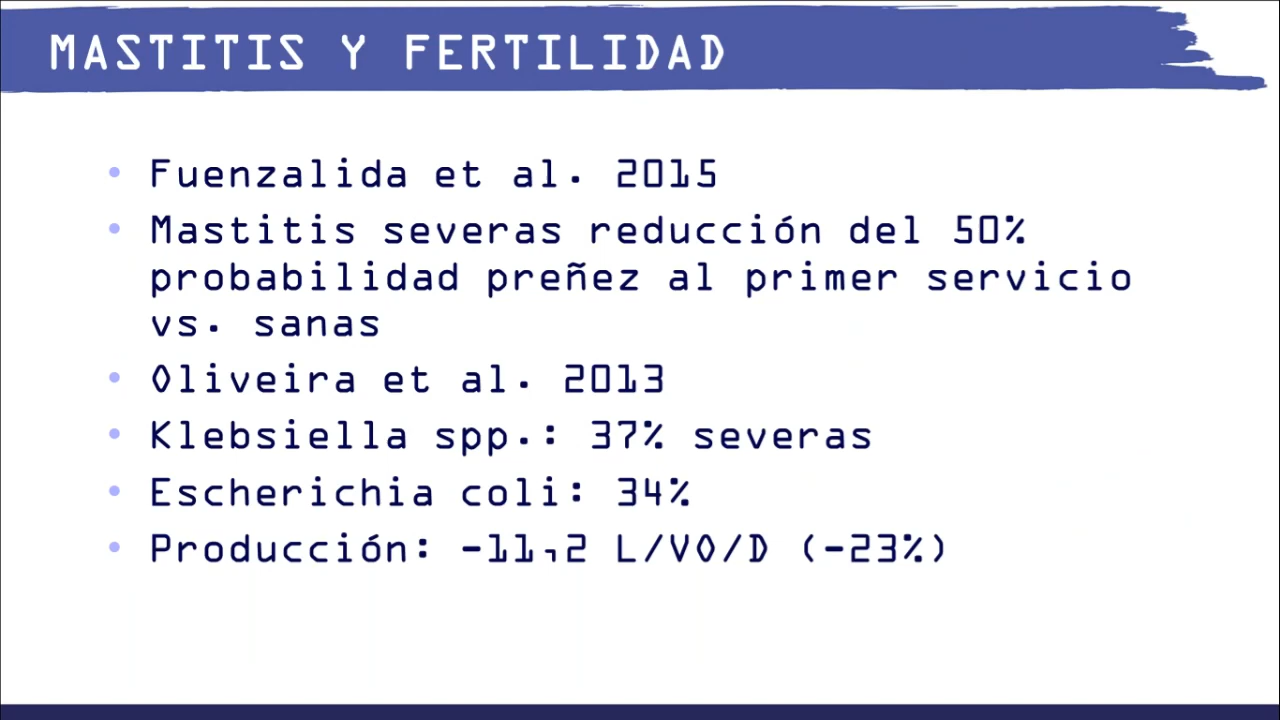 MASTITIS Y FERTILIDAD
• Fuenzalida et al. 2015
• Mastitis severas reducción del 50%
probabilidad preñez al primer servicio
vs. sanas
• Oliveira et al. 2013
• Klebsiella spp.: 37% severas
• Escherichia coli: 34%
• Producción: -11,2 L/VO/D (-23%)